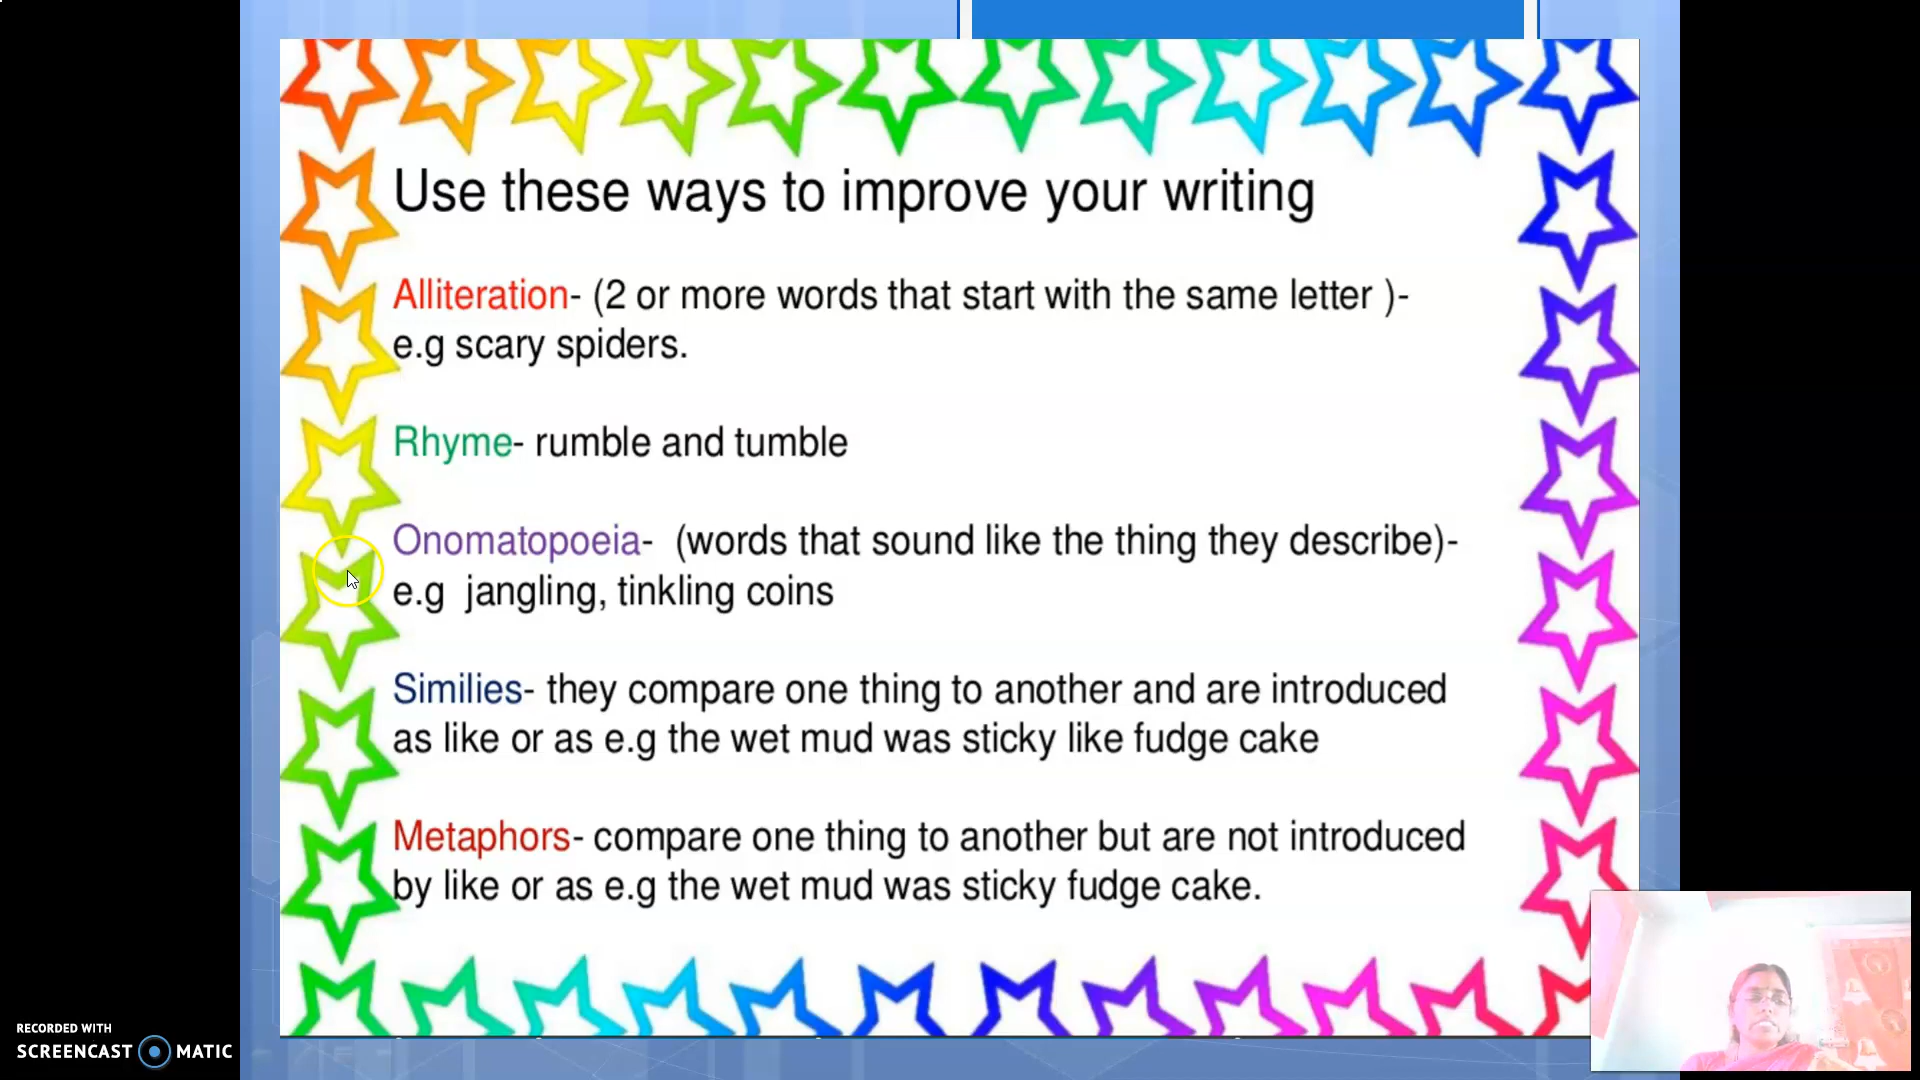 Use these ways to improve your writing
Alliteration- (2 or more words that start with the same letter )-
e.g scary spiders.
Rhyme- rumble and tumble
Onomatopoeia-  (words that sound like the thing they describe)-
e.g  jangling, tinkling coins
Similies- they compare one thing to another and are introduced
as like or as e.g the wet mud was sticky like fudge cake
Metaphors- compare one thing to another but are not introduced
by like or as e.g the wet mud was sticky fudge cake.
RECORDED WITH
SCREENCAST MATIC